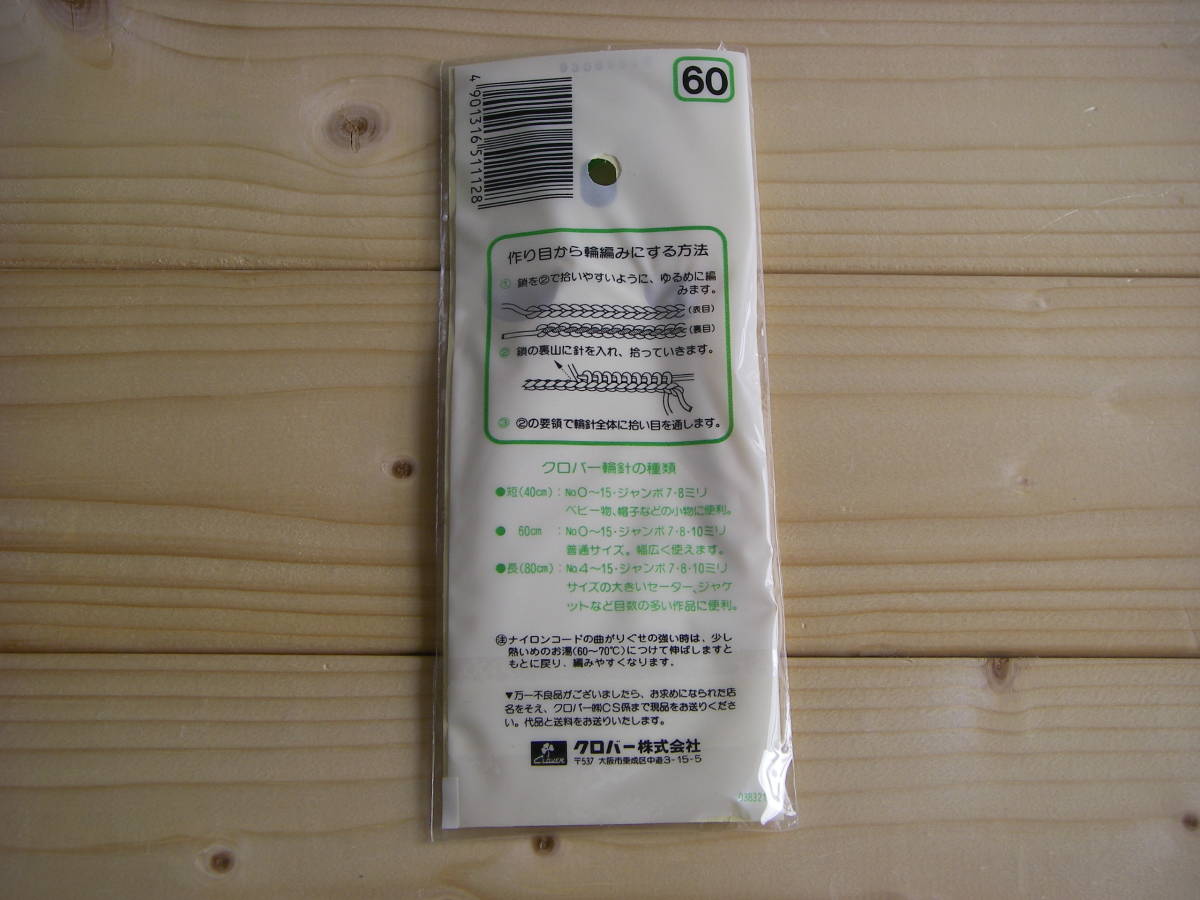 60
4901316511128
作り目から輪編みにする方法
① 鎖を②で拾いやすいように、ゆるめに編
みます。
(表目)
(裏目)
② 鎖の裏山に針を入れ、拾っていきます。
③ ②の要領で輪針全体に拾い目を通します。
クロバー輪針の種類
●短(40cm):No.0〜15・ジャンボ7・8ミリ
ベビー物、帽子などの小物に便利。
● 60cm :No.0〜15・ジャンボ7・8・10ミリ
普通サイズ。幅広く使えます。
●長(80cm):No.4〜15・ジャンボ7・8・10ミリ
サイズの大きいセーター、ジャケ
ットなど目数の多い作品に便利。
㊟ナイロンコードの曲がりぐせの強い時は、少し
熱いめのお湯(60〜70℃)につけて伸ばしますと
もとに戻り、編みやすくなります。
▼万一不良品がございましたら、お求めになられた店
名をそえ、クロバー㈱CS係まで現品をお送りくださ
い。代品と送料をお送りいたします。
CLOVER クロバー株式会社
〒537 大阪市東成区中道3-15-5